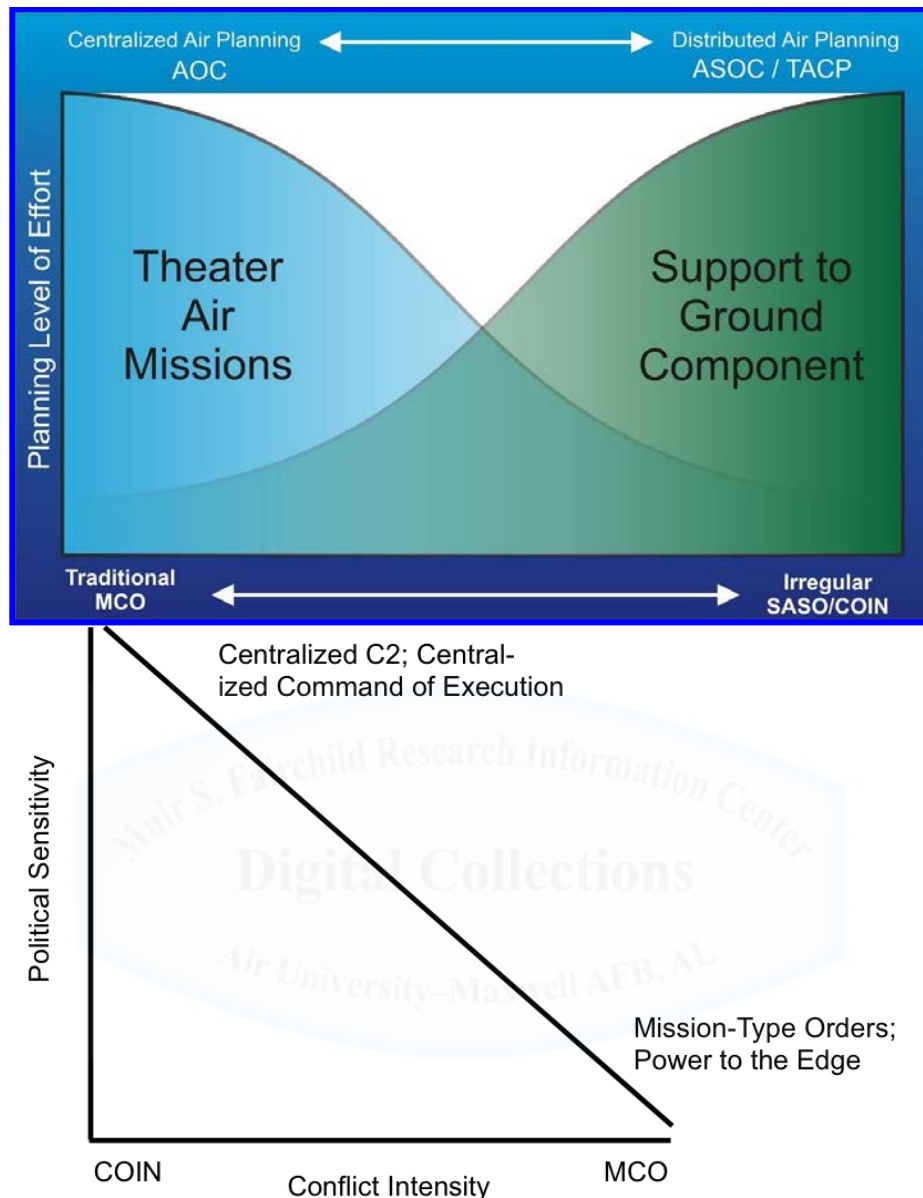 Centralized Air Planning
AOC
Distributed Air Planning
ASOC / TACP
Planning Level of Effort
Theater
Air
Missions
Support to
Ground
Component
Traditional
MCO
Irregular
SASO/COIN
Centralized C2; Central-
ized Command of Execution
Political Sensitivity
Muir S. Fairchild Research Information Center
Digital Collections
Air University–Maxwell AFB, AL
Mission-Type Orders;
Power to the Edge
COIN
Conflict Intensity
MCO